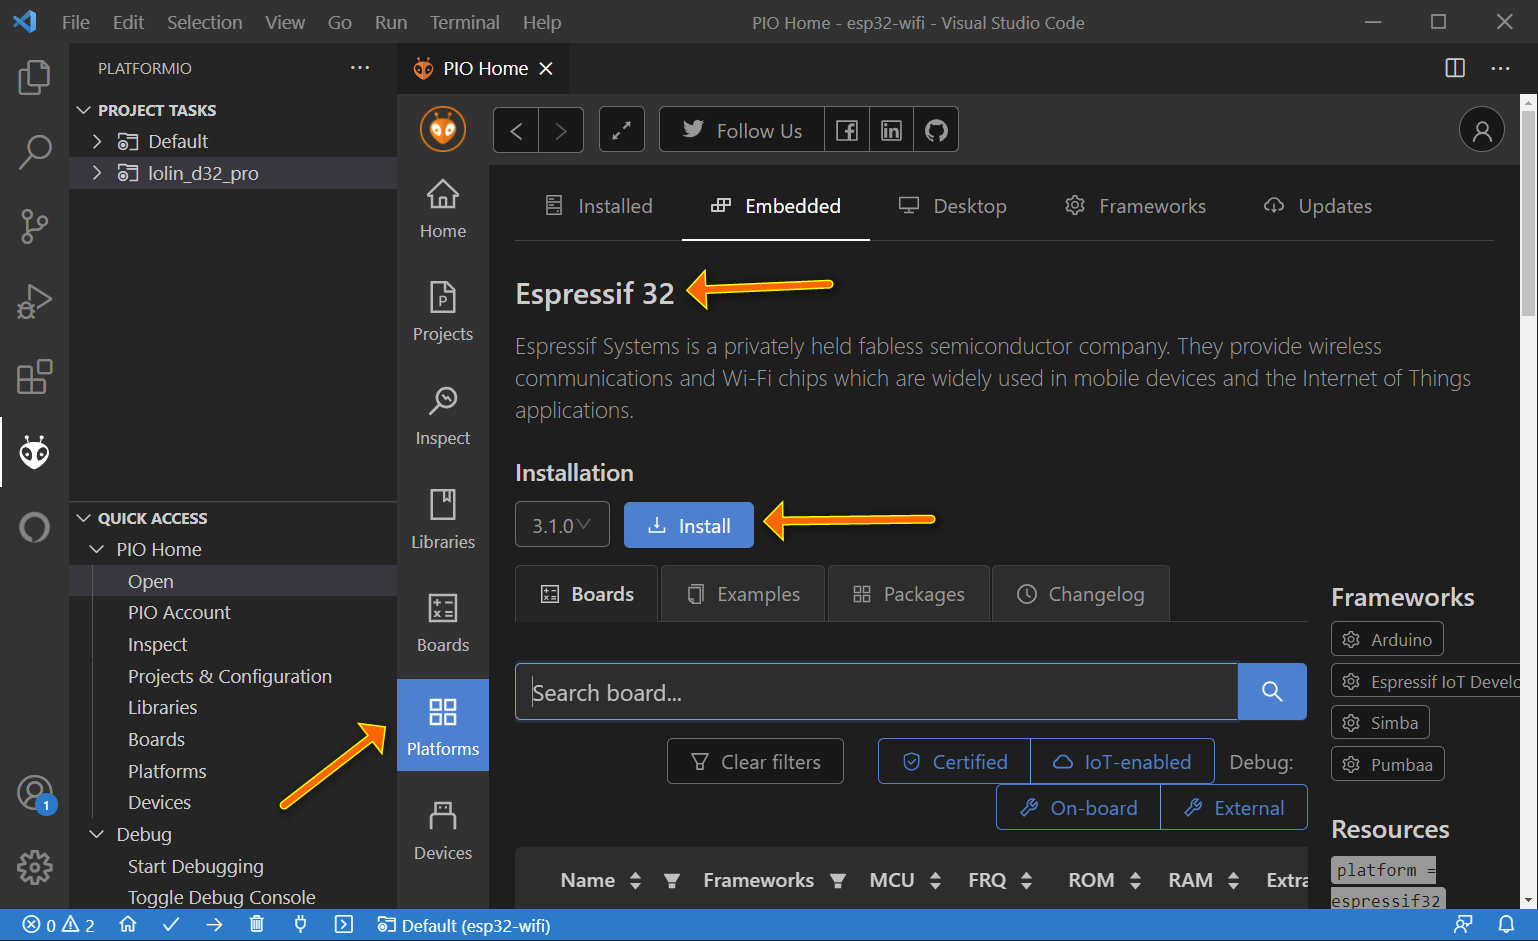 File Edit Selection View Go Run Terminal Help PIO Home - esp32-wifi - Visual Studio Code
PLATFORMIO
PROJECT TASKS
Default
lolin_d32_pro
QUICK ACCESS
PIO Home
Open
PIO Account
Inspect
Projects & Configuration
Libraries
Boards
Platforms
Devices
Debug
Start Debugging
Toggle Debug Console
1
PIO Home
Home
Projects
P
Inspect
Libraries
Boards
Platforms
Devices
Follow Us
Installed Embedded Desktop Frameworks Updates
Espressif 32
Espressif Systems is a privately held fabless semiconductor company. They provide wireless
communications and Wi-Fi chips which are widely used in mobile devices and the Internet of Things
applications.
Installation
3.1.0 Install
Boards Examples Packages Changelog
Search board...
Clear filters Certified IoT-enabled Debug:
On-board External
Name Frameworks MCU FRQ ROM RAM Extra
Frameworks
Arduino
Espressif IoT Develo
Simba
Pumbaa
Resources
platform =
espressif32
0 2 Default (esp32-wifi)